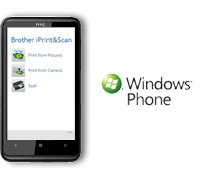 Brother iPrint&Scan
Print from Pictures
Print from Camera
Scan
Windows
Phone